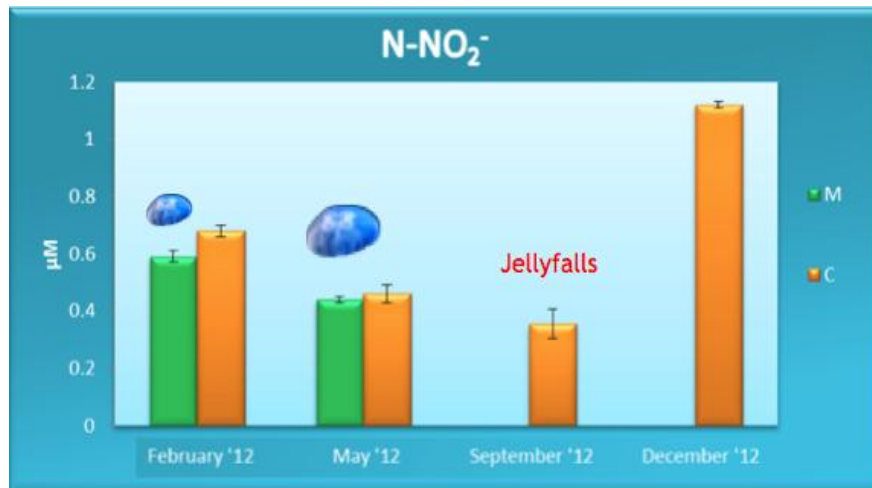 N-NO₂⁻
1.2
1
0.8
0.6
0.4
0.2
0
µM
Jellyfalls
M
C
February '12
May '12
September '12
December '12